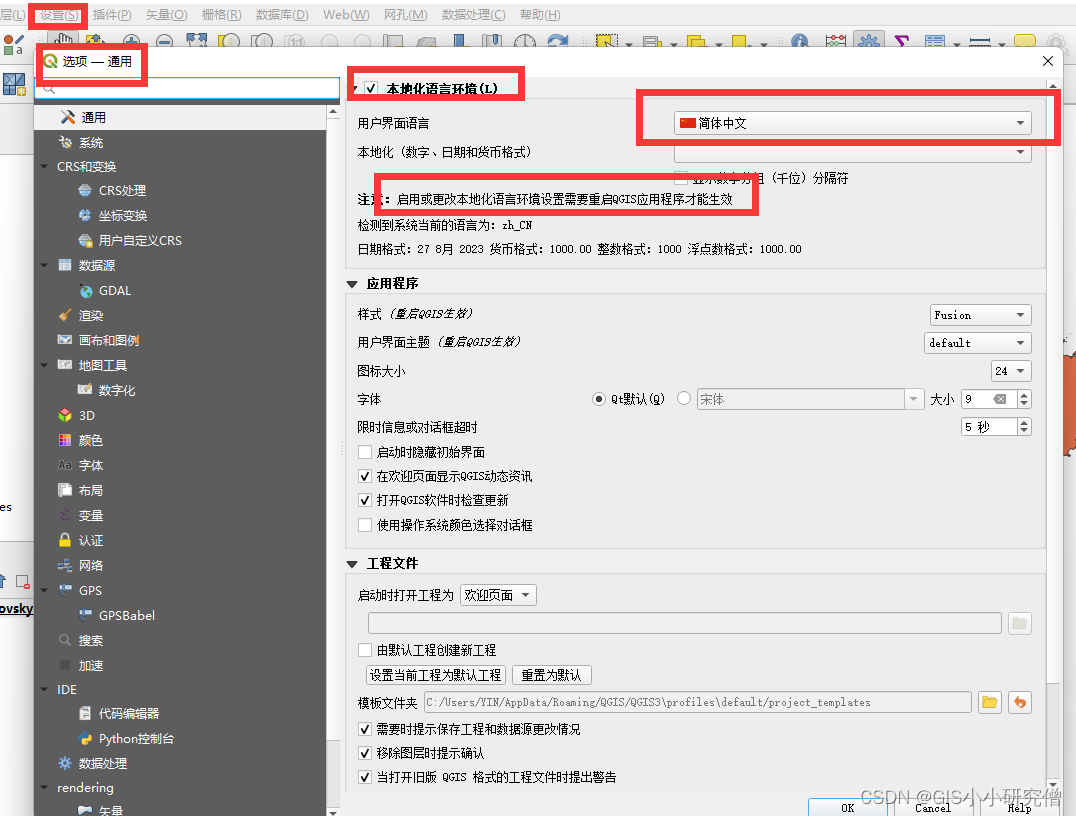 层(L) 设置(S) 插件(P) 矢量(O) 栅格(R) 数据库(D) Web(W) 网孔(M) 数据处理(C) 帮助(H)
a
选项 — 通用
通用
系统
CRS和变换
CRS处理
坐标变换
用户自定义CRS
数据源
GDAL
渲染
画布和图例
地图工具
数字化
3D
颜色
Aa 字体
布局
变量
认证
网络
GPS
GPSBabel
搜索
加速
IDE
代码编辑器
Python控制台
数据处理
rendering
矢量
es
ovsky
本地化语言环境(L)
用户界面语言 简体中文
本地化（数字、日期和货币格式）
显示数字分组（千位）分隔符
注意：启用或更改本地化语言环境设置需要重启QGIS应用程序才能生效
检测到系统当前的语言为：zh_CN
日期格式：27 8月 2023 货币格式：1000.00 整数格式：1000 浮点数格式：1000.00
应用程序
样式（重启QGIS生效） Fusion
用户界面主题（重启QGIS生效） default
图标大小 24
字体 Qt默认(Q) 宋体 大小 9
限时信息或对话框超时 5 秒
启动时隐藏初始界面
在欢迎页面显示QGIS动态资讯
打开QGIS软件时检查更新
使用操作系统颜色选择对话框
工程文件
启动时打开工程为 欢迎页面
由默认工程创建新工程
设置当前工程为默认工程 重置为默认
模板文件夹 C:/Users/YIN/AppData/Roaming/QGIS/QGIS3\profiles\default/project_templates
需要时提示保存工程和数据源更改情况
移除图层时提示确认
当打开旧版 QGIS 格式的工程文件时提出警告
OK Cancel Help
CSDN @GIS小小研究僧